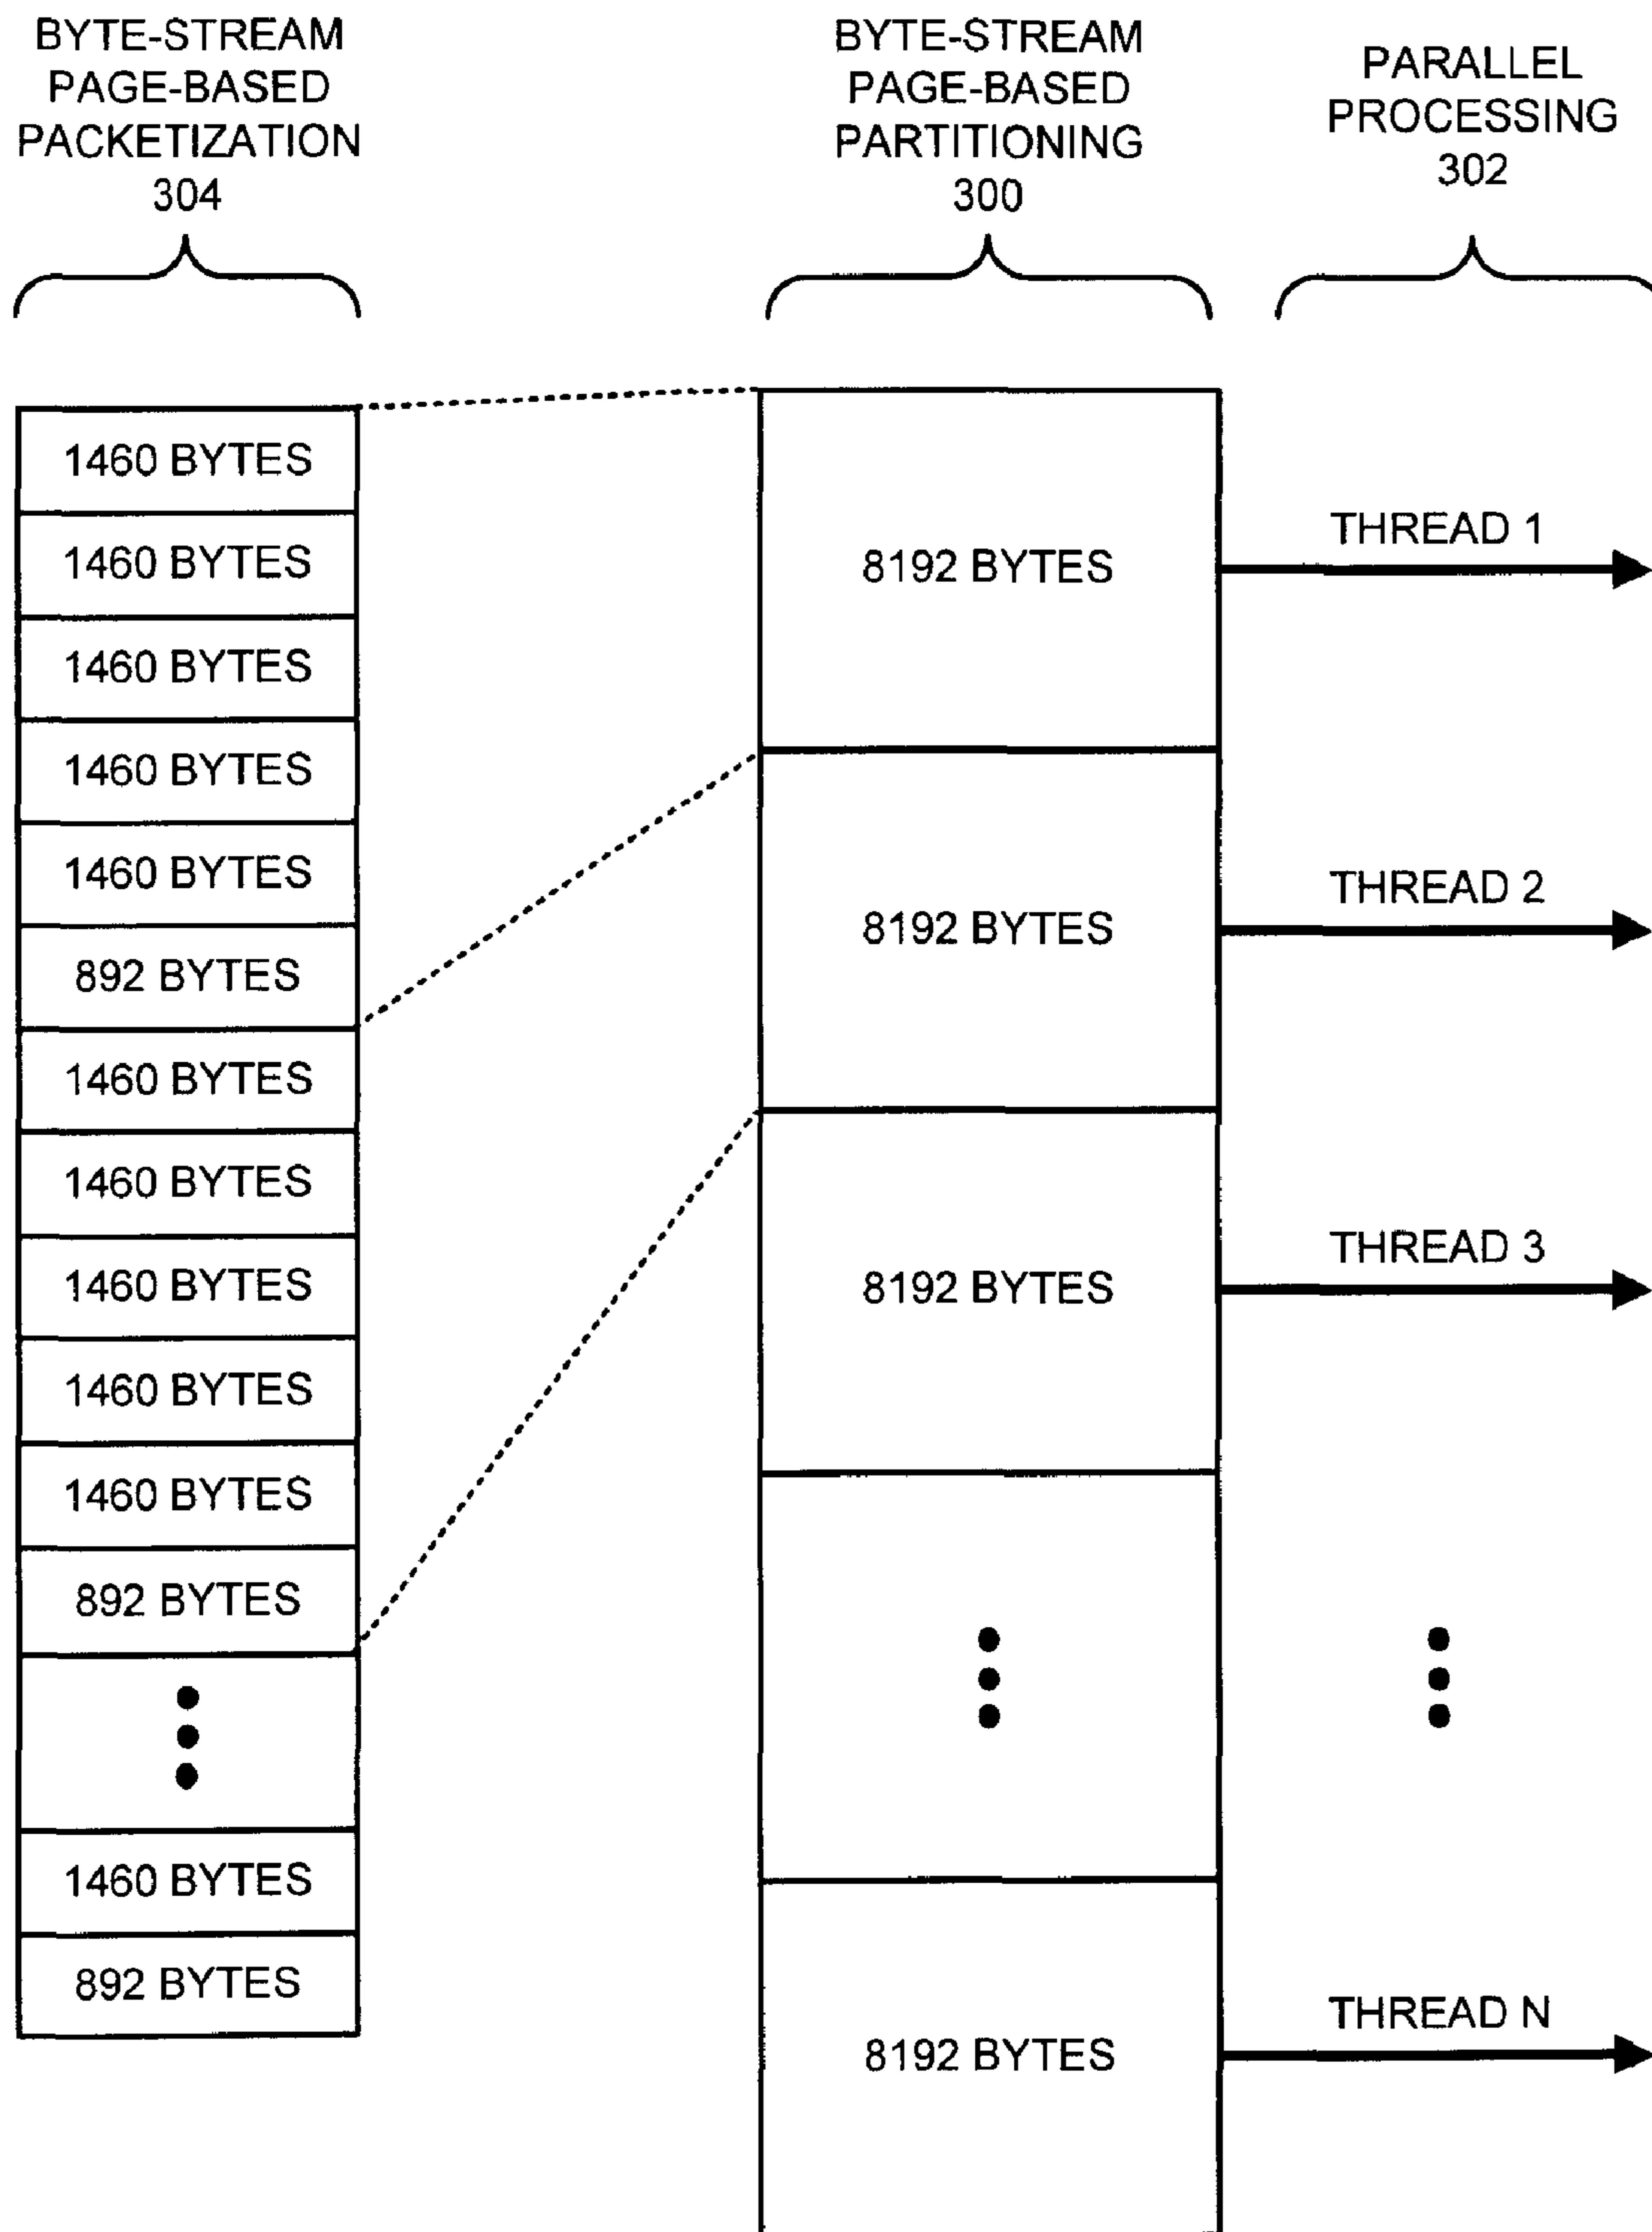 BYTE-STREAM
PAGE-BASED
PACKETIZATION
304
BYTE-STREAM
PAGE-BASED
PARTITIONING
300
PARALLEL
PROCESSING
302
1460 BYTES
1460 BYTES
1460 BYTES
1460 BYTES
1460 BYTES
892 BYTES
1460 BYTES
1460 BYTES
1460 BYTES
1460 BYTES
1460 BYTES
892 BYTES
1460 BYTES
892 BYTES
8192 BYTES
8192 BYTES
8192 BYTES
8192 BYTES
THREAD 1
THREAD 2
THREAD 3
THREAD N